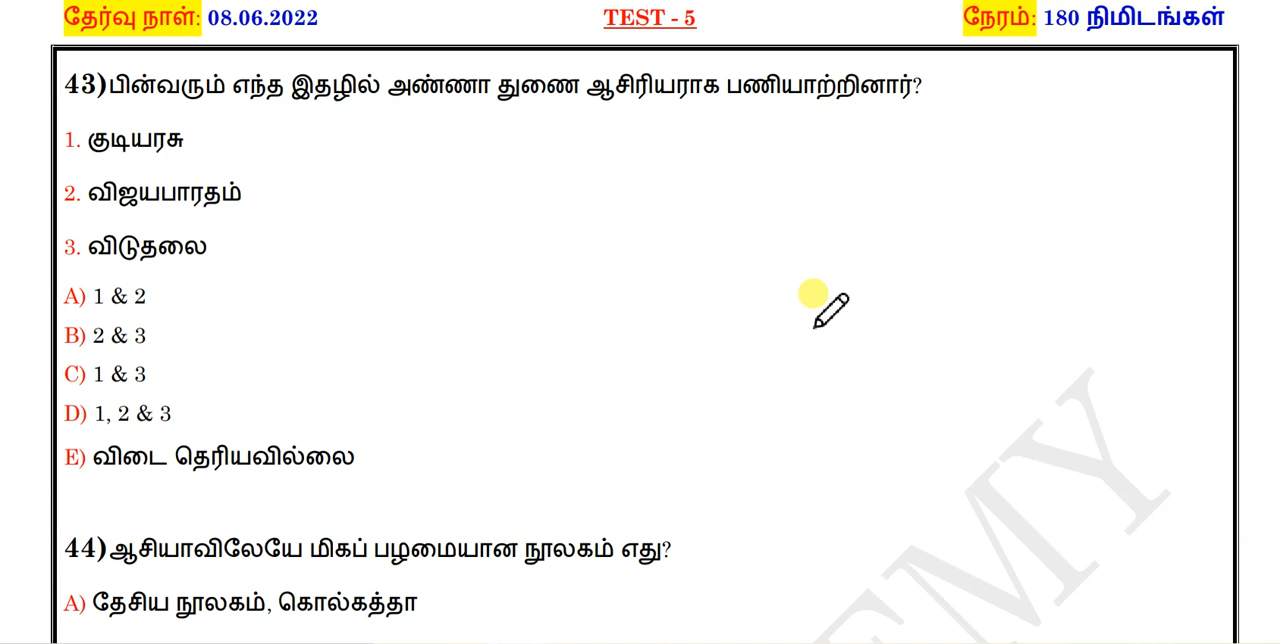 தேர்வு நாள்: 08.06.2022 TEST - 5 நேரம்: 180 நிமிடங்கள்
43)பின்வரும் எந்த இதழில் அண்ணா துணை ஆசிரியராக பணியாற்றினார்?
1. குடியரசு
2. விஜயபாரதம்
3. விடுதலை
A) 1 & 2
B) 2 & 3
C) 1 & 3
D) 1, 2 & 3
E) விடை தெரியவில்லை
44)ஆசியாவிலேயே மிகப் பழமையான நூலகம் எது?
A) தேசிய நூலகம், கொல்கத்தா